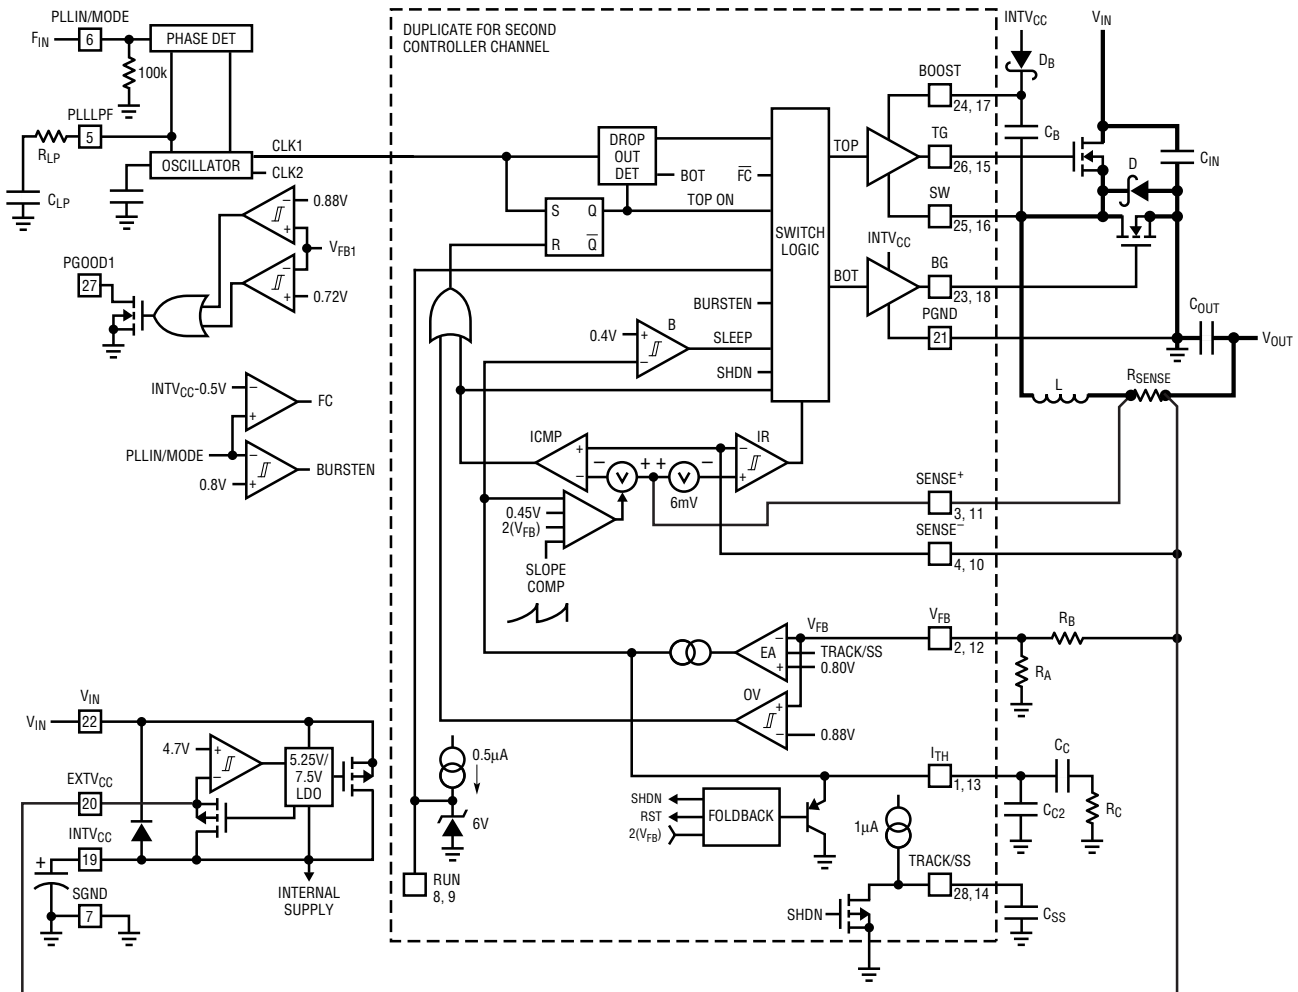 PLLIN/MODE
F_IN
6
PHASE DET
100k
PLLLPF
5
R_LP
C_LP
OSCILLATOR
CLK1
CLK2
−
0.88V
+
V_FB1
−
+
0.72V
PGOOD1
27
INTV_CC-0.5V
−
+
FC
PLLIN/MODE
−
0.8V
+
BURSTEN
DUPLICATE FOR SECOND
CONTROLLER CHANNEL
DROP
OUT
DET
BOT
S Q
R Q̅
TOP ON
F̅C̅
SWITCH
LOGIC
BURSTEN
B
0.4V
+
−
SLEEP
SHDN
TOP
BOT
INTV_CC
BOOST
24, 17
TG
26, 15
SW
25, 16
BG
23, 18
PGND
21
INTV_CC
D_B
C_B
V_IN
D
C_IN
C_OUT
V_OUT
L
R_SENSE
ICMP
+
−
− + + −
6mV
IR
−
+
0.45V
2(V_FB)
SLOPE
COMP
SENSE⁺
3, 11
SENSE⁻
4, 10
V_FB
V_FB
2, 12
R_B
R_A
−
EA
TRACK/SS
+
0.80V
OV
+
−
0.88V
0.5µA
6V
RUN
8, 9
I_TH
1, 13
C_C
C_C2
R_C
SHDN
RST
2(V_FB)
FOLDBACK
1µA
TRACK/SS
28, 14
C_SS
SHDN
V_IN
V_IN
22
4.7V
+
−
5.25V/
7.5V
LDO
EXTV_CC
20
INTV_CC
19
+
SGND
7
INTERNAL
SUPPLY